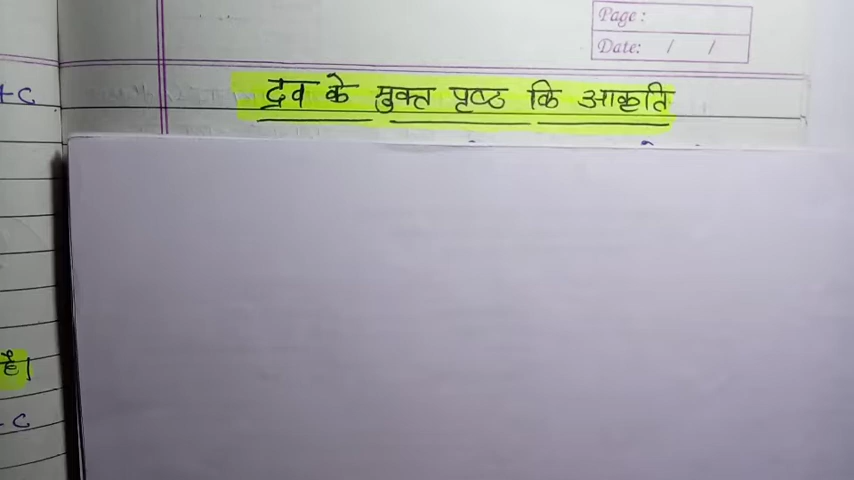 Page:
Date: / /
द्रव के मुक्त पृष्ठ कि आकृति
+C
है।
- C